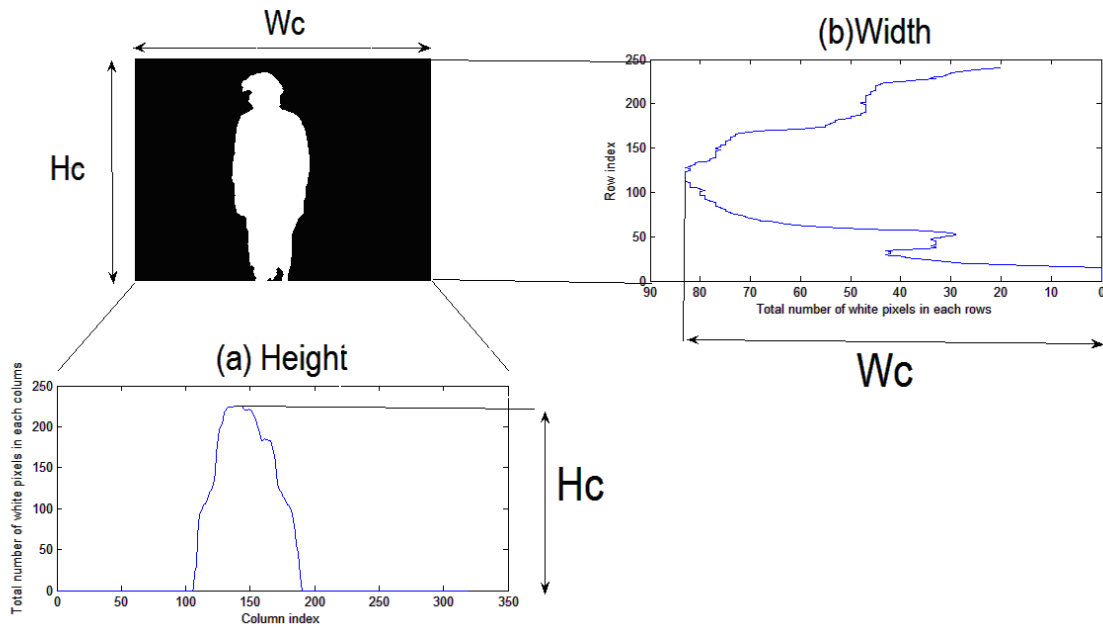 Wc
Hc
(b)Width
250
200
150
100
50
0
Row index
90 80 70 60 50 40 30 20 10 0
Total number of white pixels in each rows
Wc
(a) Height
250
200
150
100
50
0
Total number of white pixels in each colums
0 50 100 150 200 250 300 350
Column index
Hc